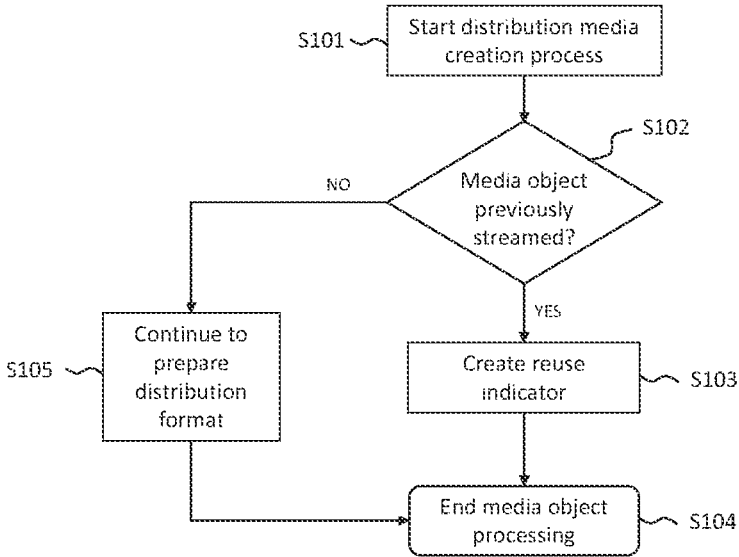 Start distribution media
creation process
S101
S102
Media object
previously
streamed?
NO
YES
Continue to
prepare
distribution
format
S105
Create reuse
indicator
S103
End media object
processing
S104